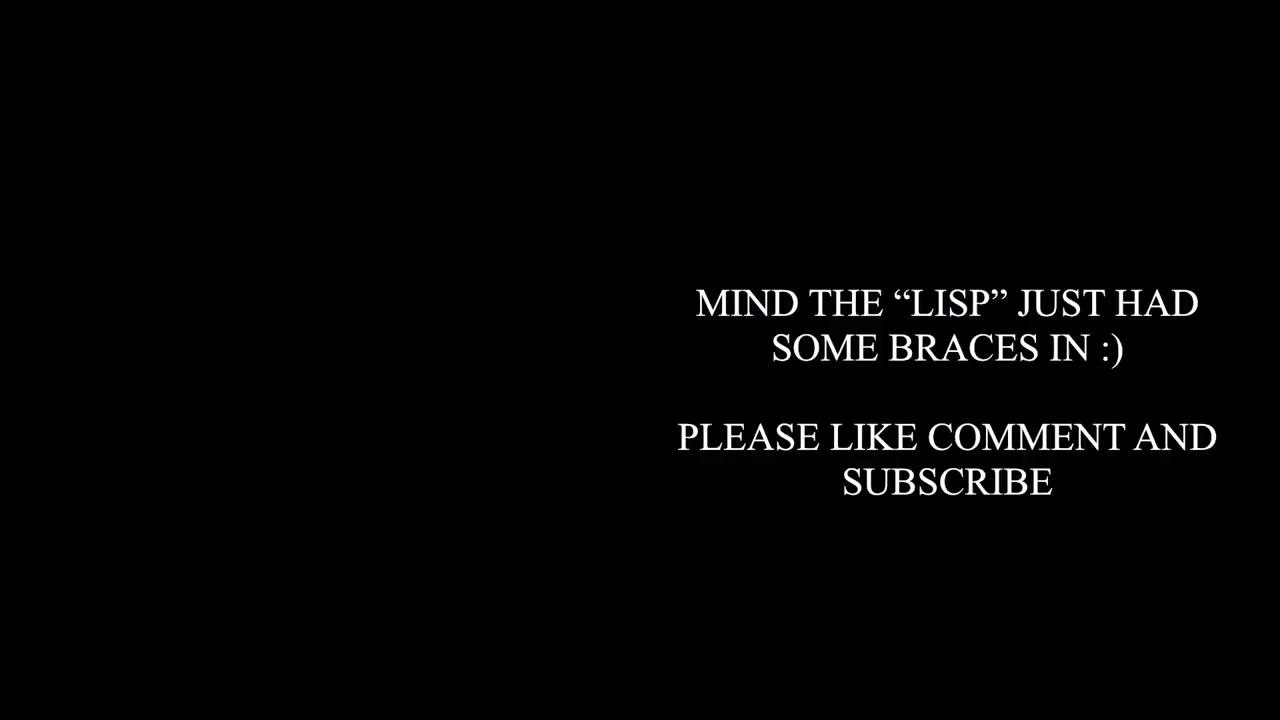 MIND THE “LISP” JUST HAD
SOME BRACES IN :)
PLEASE LIKE COMMENT AND
SUBSCRIBE